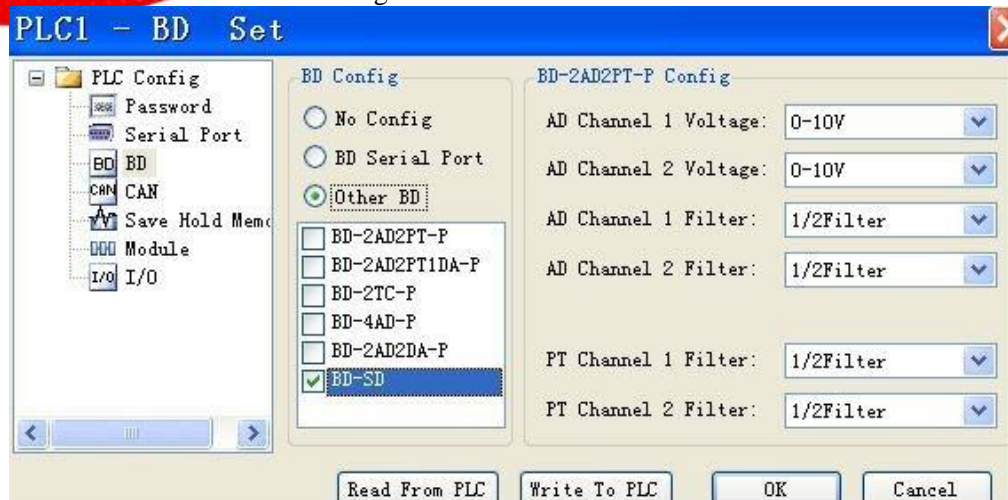 PLC1 - BD Set
PLC Config
Password
Serial Port
BD BD
CAN CAN
Save Hold Memo
Module
I/O I/O
BD Config
No Config
BD Serial Port
Other BD
BD-2AD2PT-P
BD-2AD2PT1DA-P
BD-2TC-P
BD-4AD-P
BD-2AD2DA-P
BD-SD
BD-2AD2PT-P Config
AD Channel 1 Voltage: 0-10V
AD Channel 2 Voltage: 0-10V
AD Channel 1 Filter: 1/2Filter
AD Channel 2 Filter: 1/2Filter
PT Channel 1 Filter: 1/2Filter
PT Channel 2 Filter: 1/2Filter
Read From PLC
Write To PLC
OK
Cancel